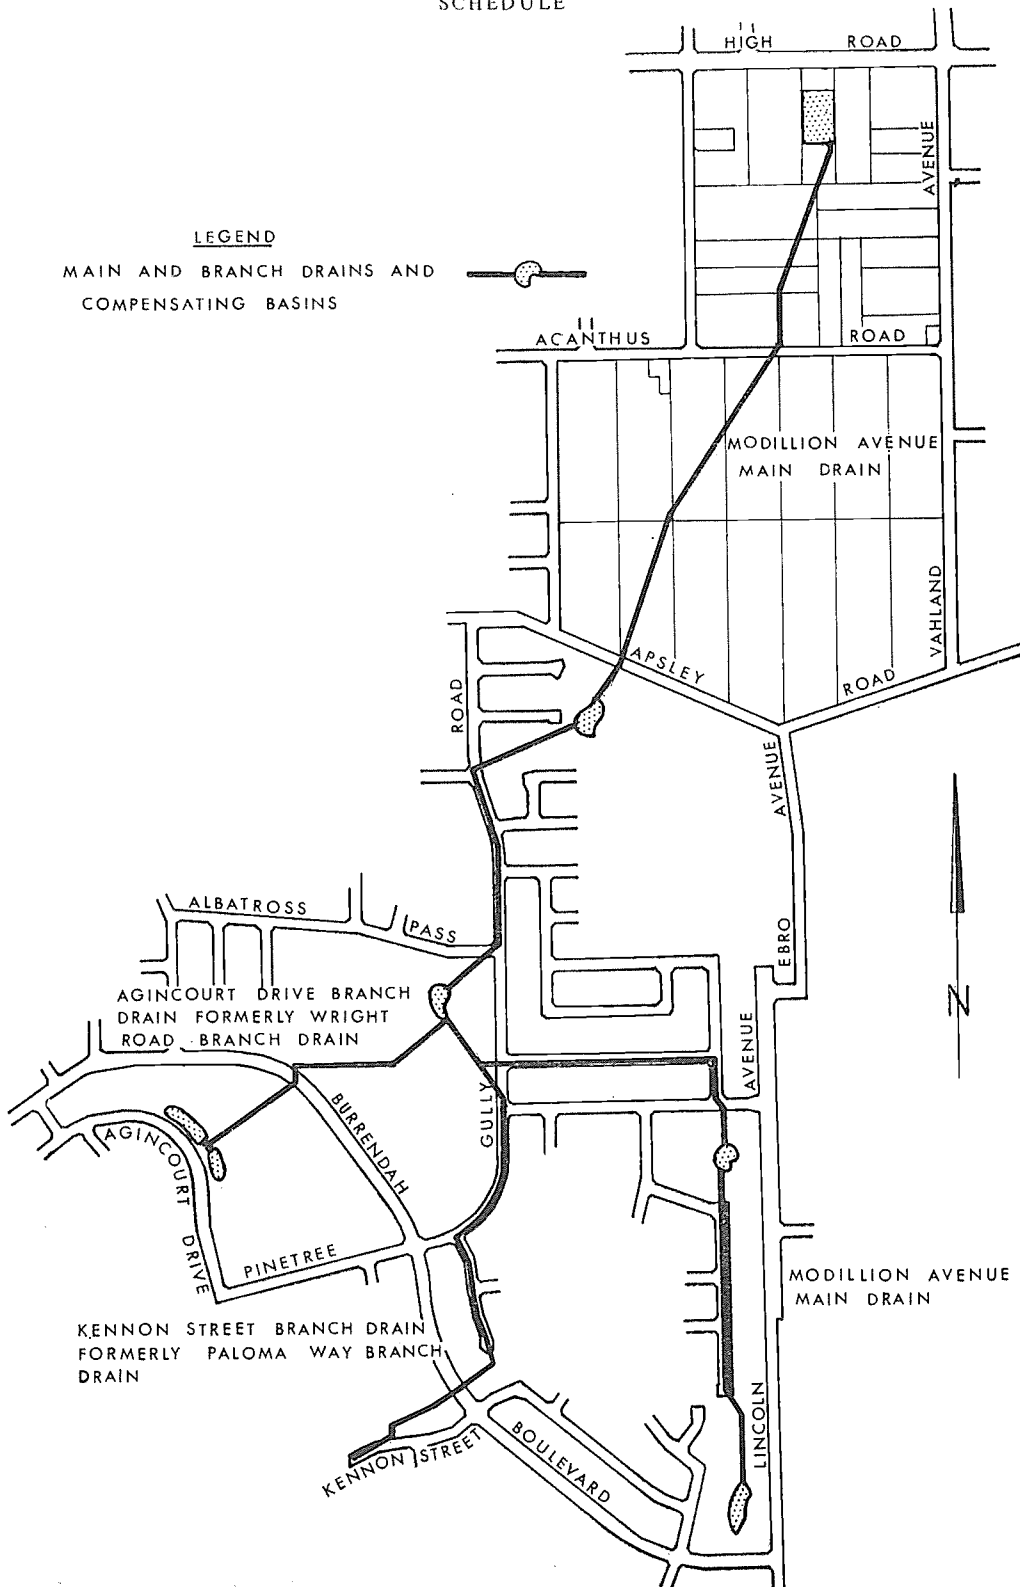 SCHEDULE
HIGH ROAD
AVENUE
LEGEND
MAIN AND BRANCH DRAINS AND
COMPENSATING BASINS
ACANTHUS ROAD
MODILLION AVENUE
MAIN DRAIN
VAHLAND
APSLEY ROAD
ROAD
AVENUE
EBRO
ALBATROSS PASS
N
AGINCOURT DRIVE BRANCH
DRAIN FORMERLY WRIGHT
ROAD BRANCH DRAIN
AVENUE
GULLY
BURRENDAH
AGINCOURT DRIVE
PINETREE
MODILLION AVENUE
MAIN DRAIN
KENNON STREET BRANCH DRAIN
FORMERLY PALOMA WAY BRANCH
DRAIN
LINCOLN
BOULEVARD
KENNON STREET